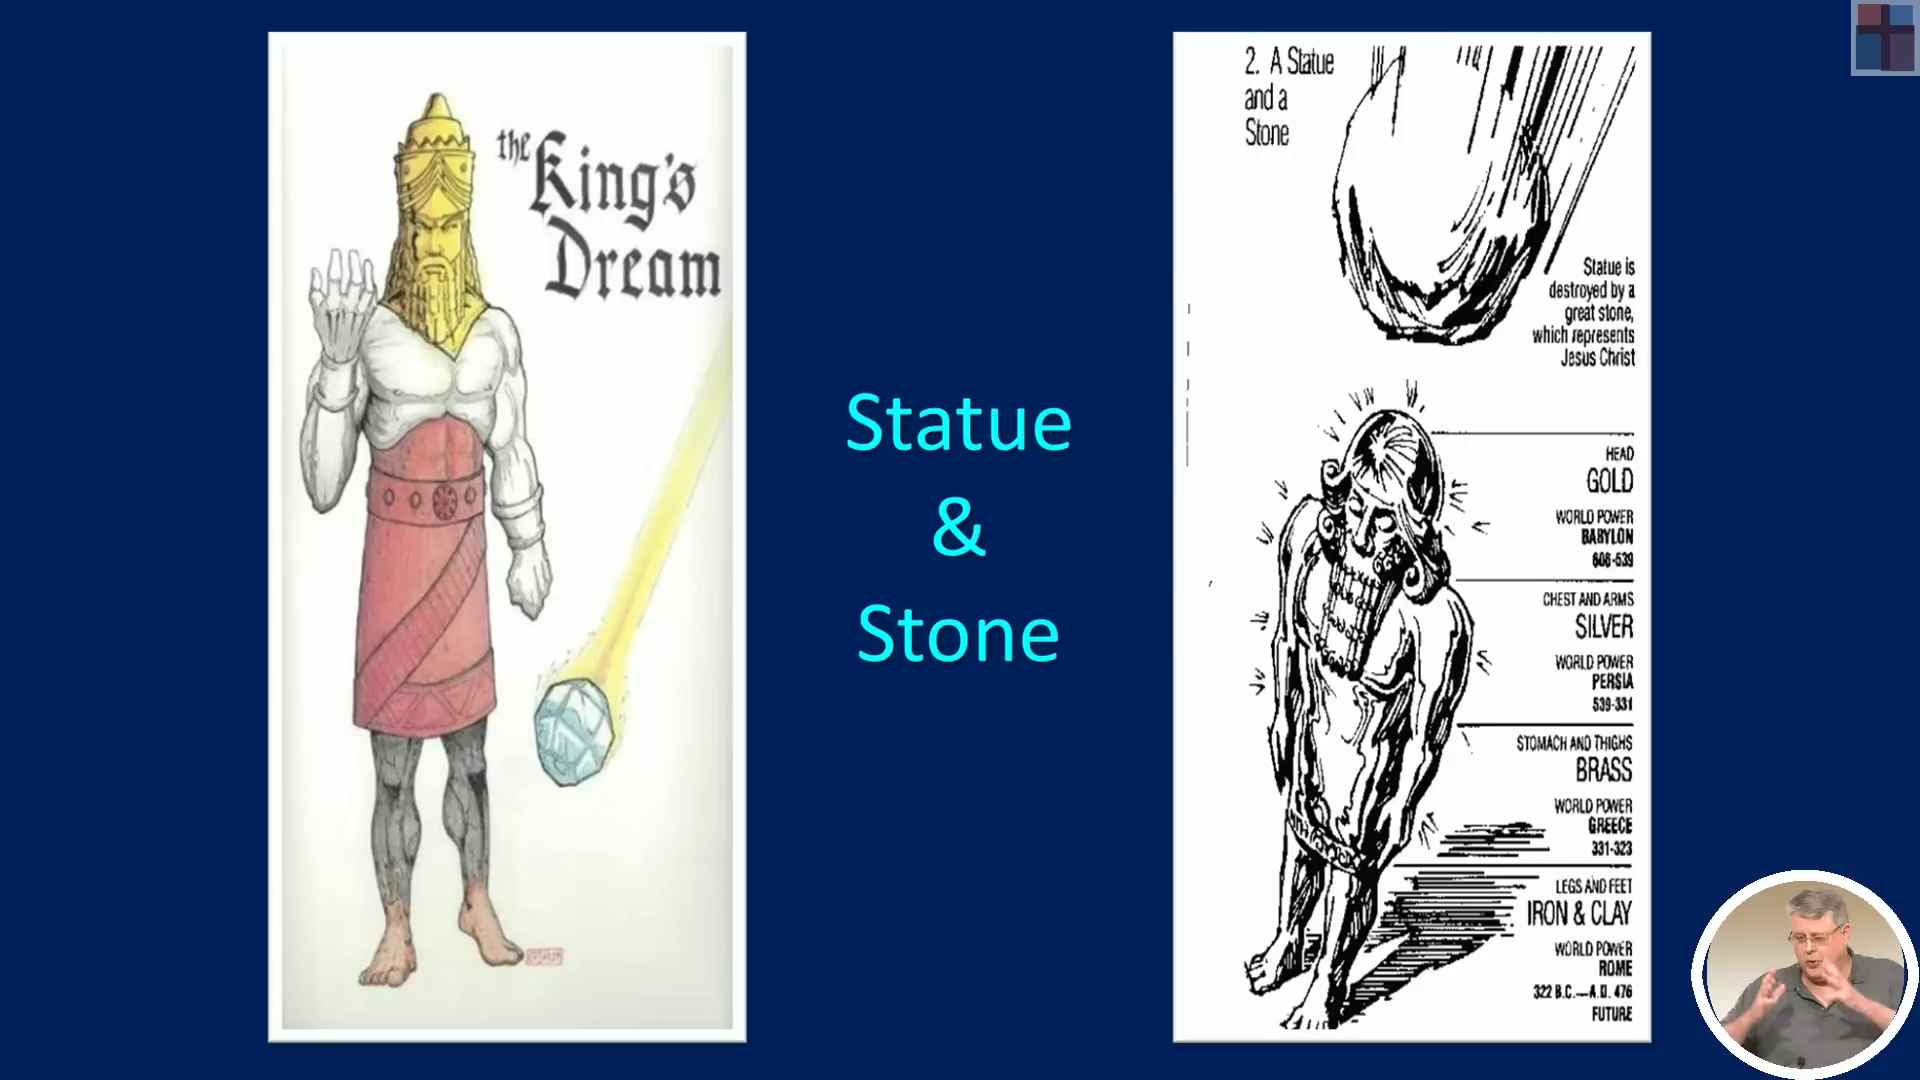 the
King's
Dream
Statue
&
Stone
2. A Statue
and a
Stone
Statue is
destroyed by a
great stone,
which represents
Jesus Christ
HEAD
GOLD
WORLD POWER
BABYLON
606-539
CHEST AND ARMS
SILVER
WORLD POWER
PERSIA
539-331
STOMACH AND THIGHS
BRASS
WORLD POWER
GREECE
331-323
LEGS AND FEET
IRON & CLAY
WORLD POWER
ROME
322 B.C.—A.D. 476
FUTURE